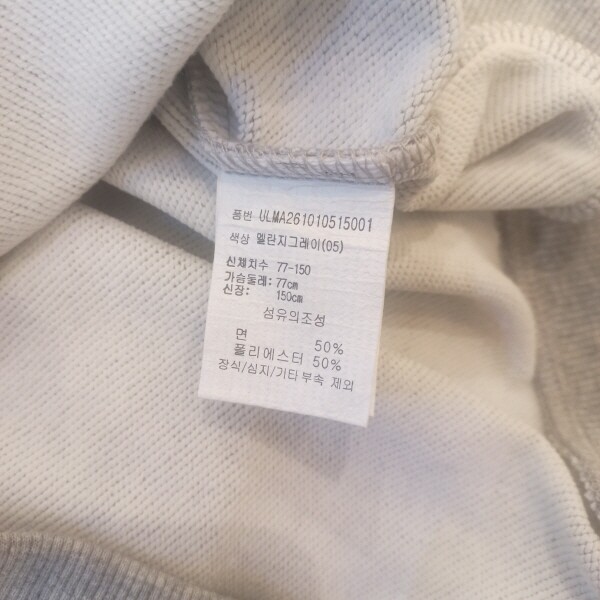 품번 ULMA261010515001
색상 멜란지그레이(05)
신체치수 77-150
가슴둘레: 77cm
신장: 150cm
섬유의조성
면 50%
폴리에스터 50%
장식/심지/기타부속 제외